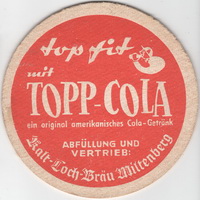 top fit
mit
TOPP-COLA
ein original amerikanisches Cola-Getränk
ABFÜLLUNG UND
VERTRIEB:
Kalt-Loch-Bräu Miltenberg